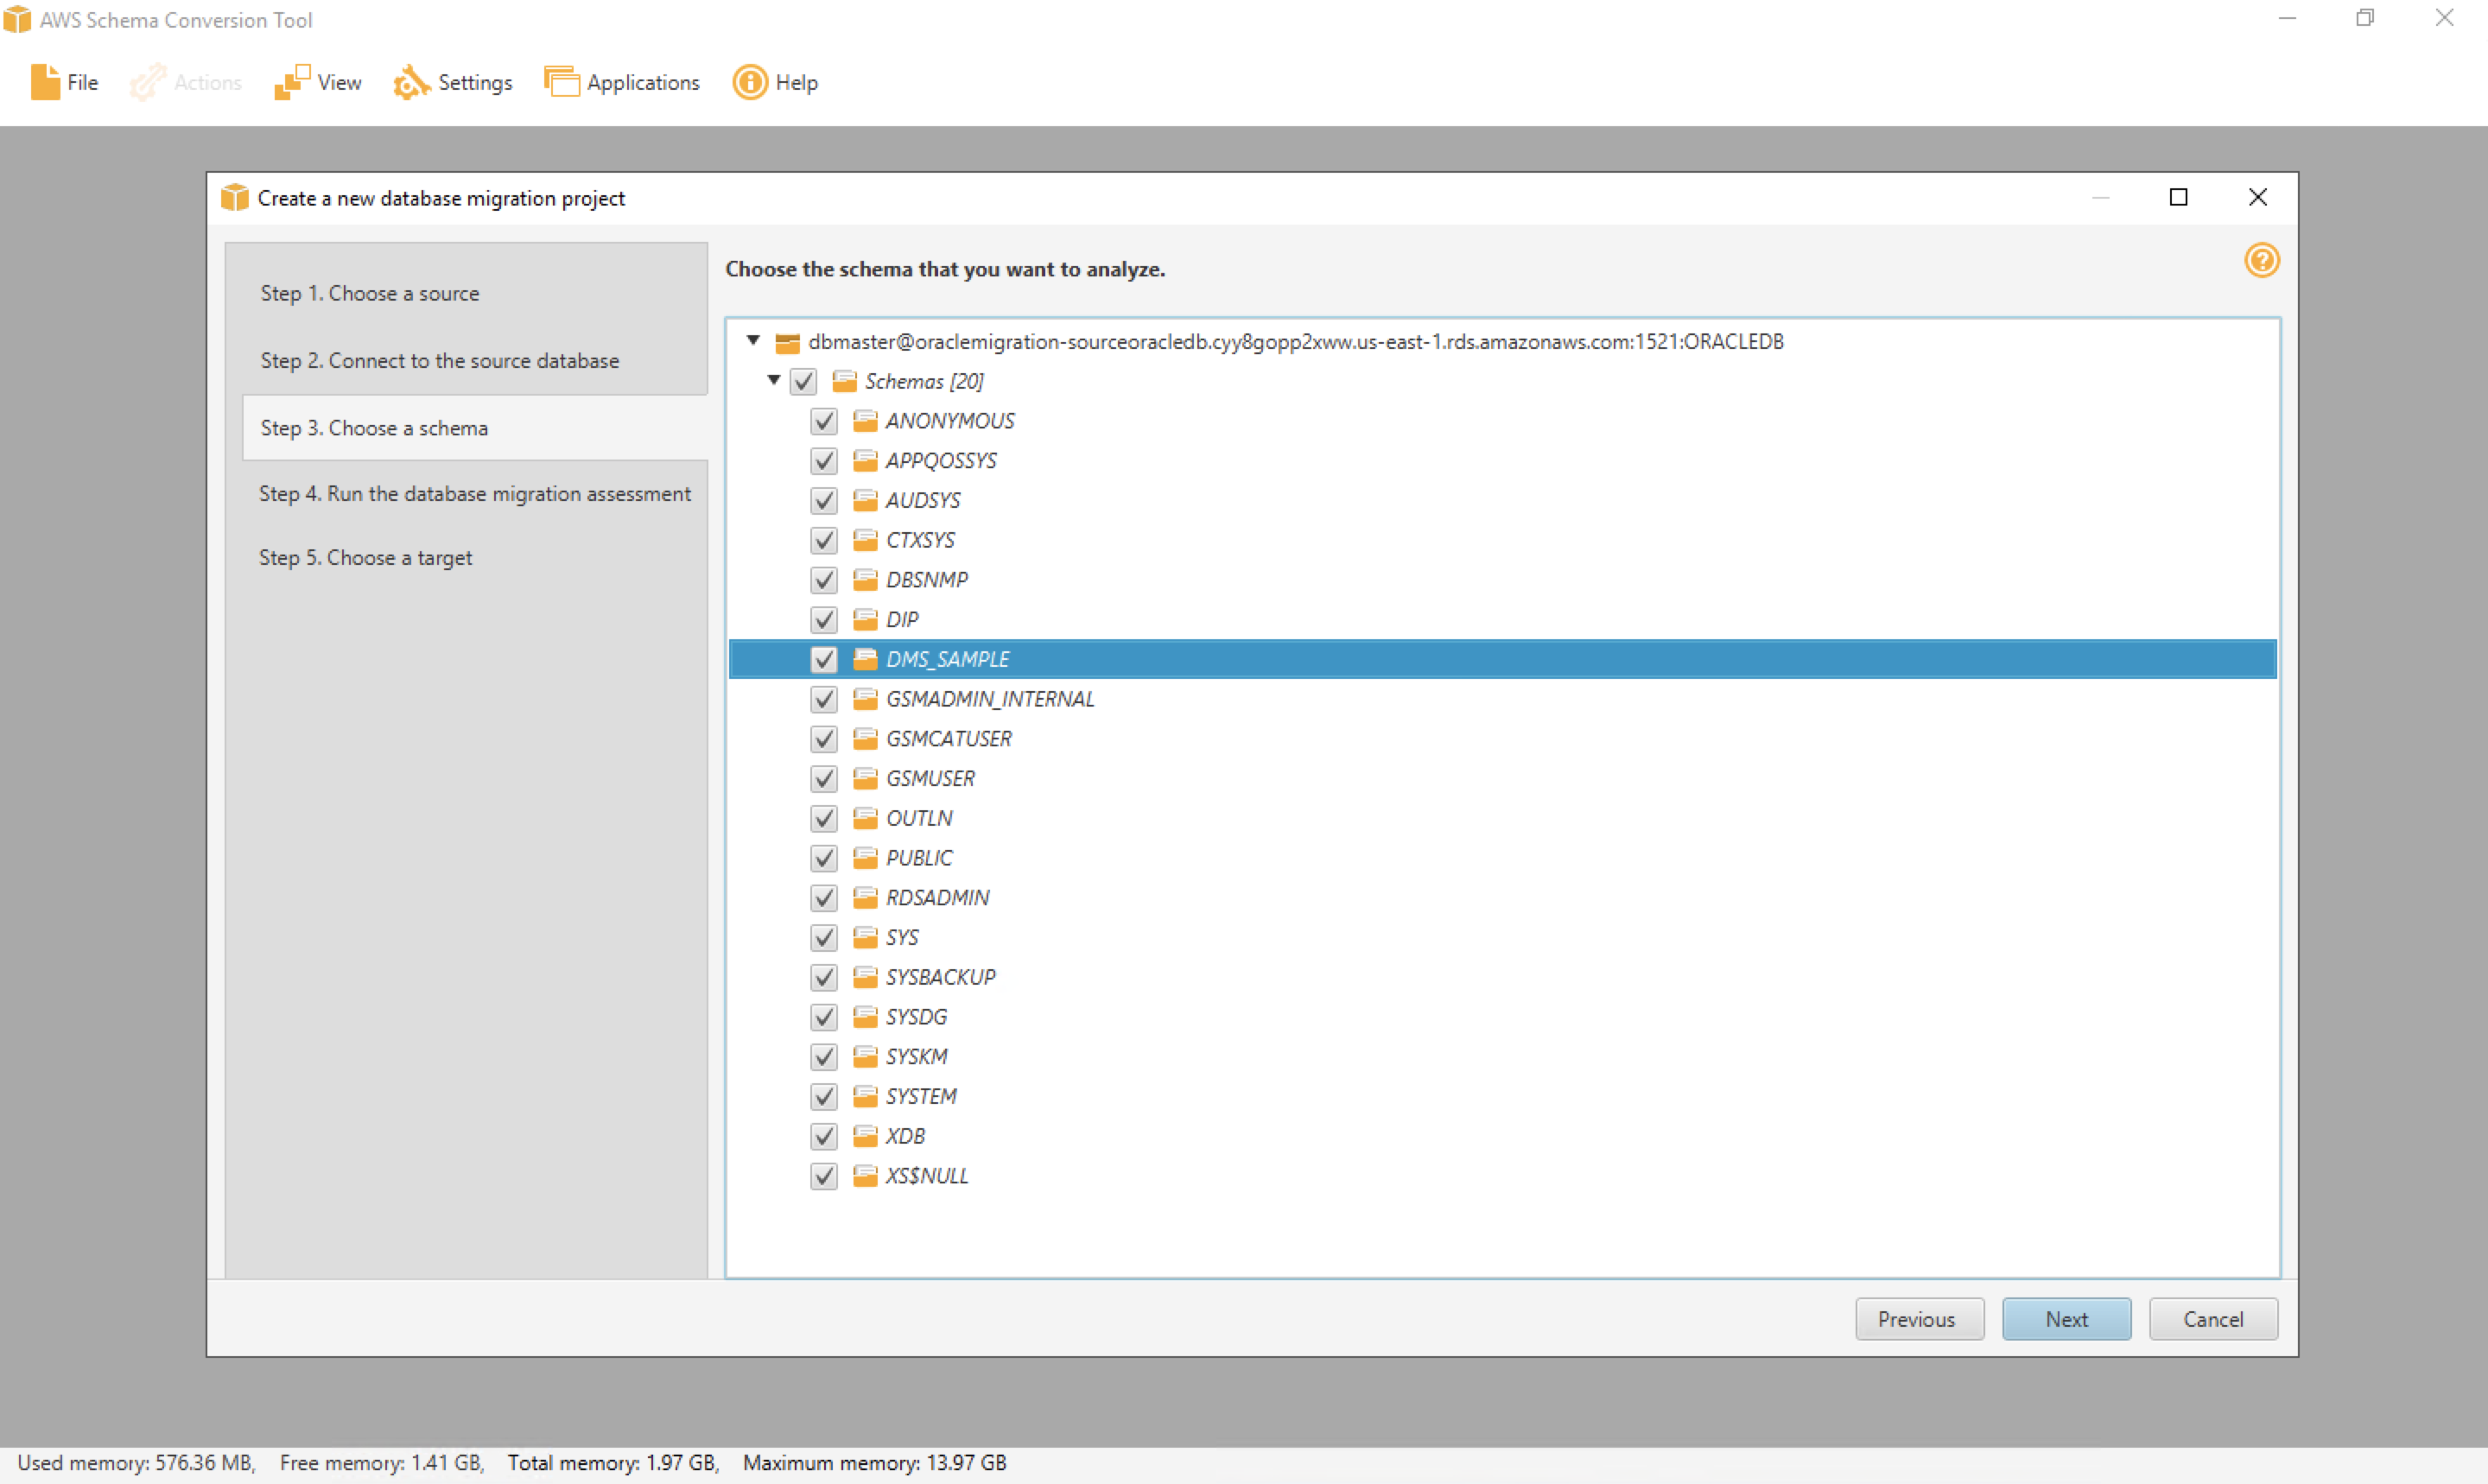 AWS Schema Conversion Tool
File Actions View Settings Applications Help
Create a new database migration project
Step 1. Choose a source
Step 2. Connect to the source database
Step 3. Choose a schema
Step 4. Run the database migration assessment
Step 5. Choose a target
Choose the schema that you want to analyze.
dbmaster@oraclemigration-sourceoracledb.cyy8gopp2xww.us-east-1.rds.amazonaws.com:1521:ORACLEDB
Schemas [20]
ANONYMOUS
APPQOSSYS
AUDSYS
CTXSYS
DBSNMP
DIP
DMS_SAMPLE
GSMADMIN_INTERNAL
GSMCATUSER
GSMUSER
OUTLN
PUBLIC
RDSADMIN
SYS
SYSBACKUP
SYSDG
SYSKM
SYSTEM
XDB
XS$NULL
Previous Next Cancel
Used memory: 576.36 MB, Free memory: 1.41 GB, Total memory: 1.97 GB, Maximum memory: 13.97 GB